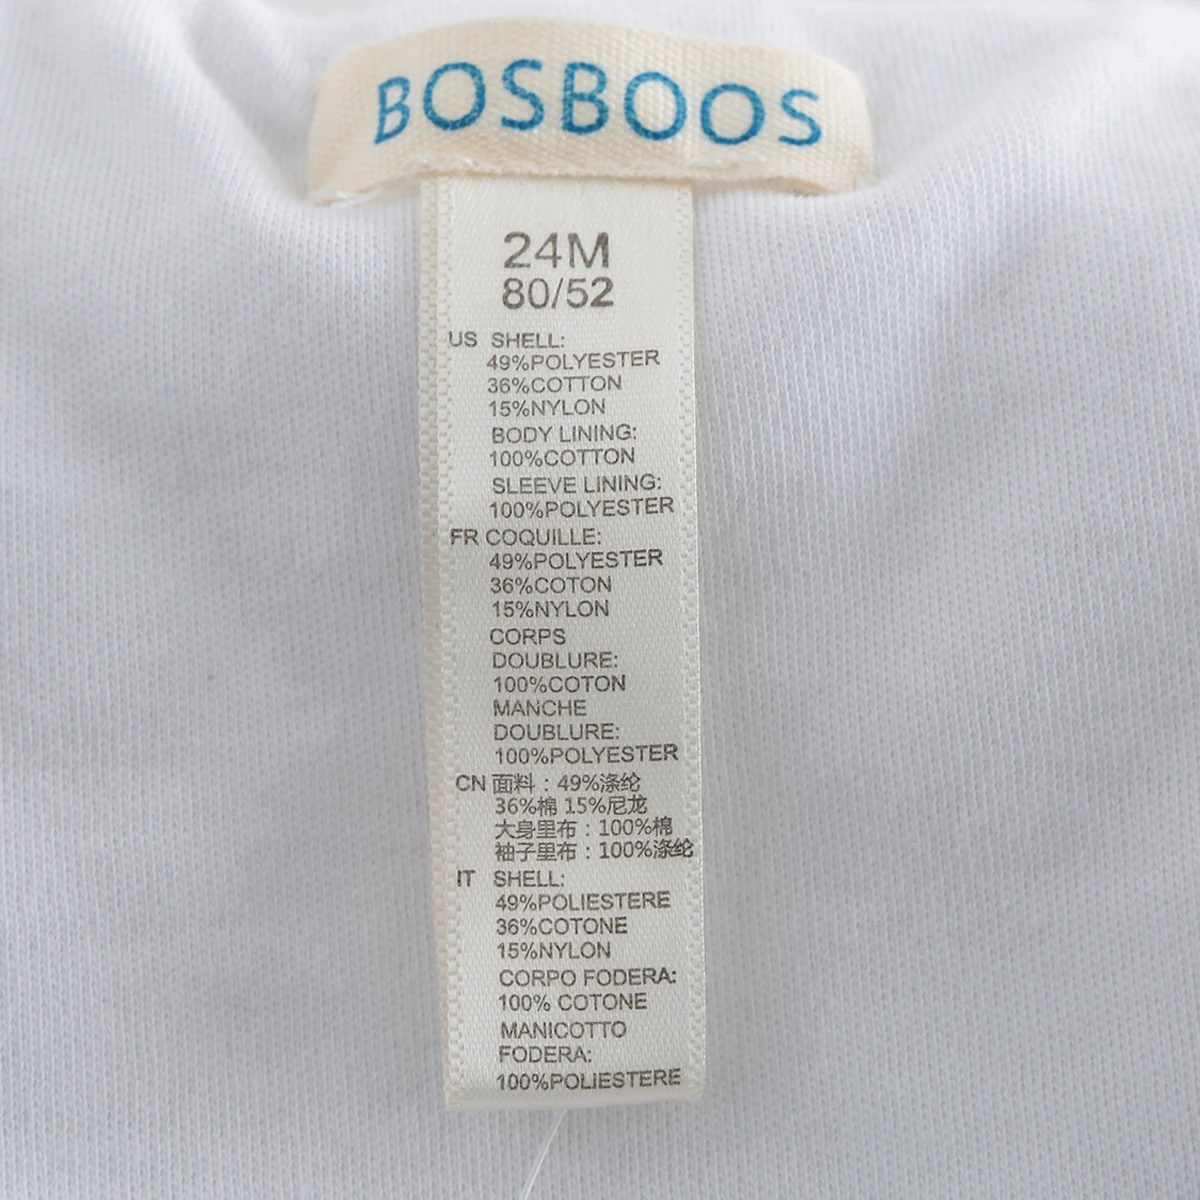 BOSBOOS
24M
80/52
US SHELL:
49%POLYESTER
36%COTTON
15%NYLON
BODY LINING:
100%COTTON
SLEEVE LINING:
100%POLYESTER
FR COQUILLE:
49%POLYESTER
36%COTON
15%NYLON
CORPS
DOUBLURE:
100%COTON
MANCHE
DOUBLURE:
100%POLYESTER
CN 面料：49%涤纶
36%棉 15%尼龙
大身里布：100%棉
袖子里布：100%涤纶
IT SHELL:
49%POLIESTERE
36%COTONE
15%NYLON
CORPO FODERA:
100% COTONE
MANICOTTO
FODERA:
100%POLIESTERE